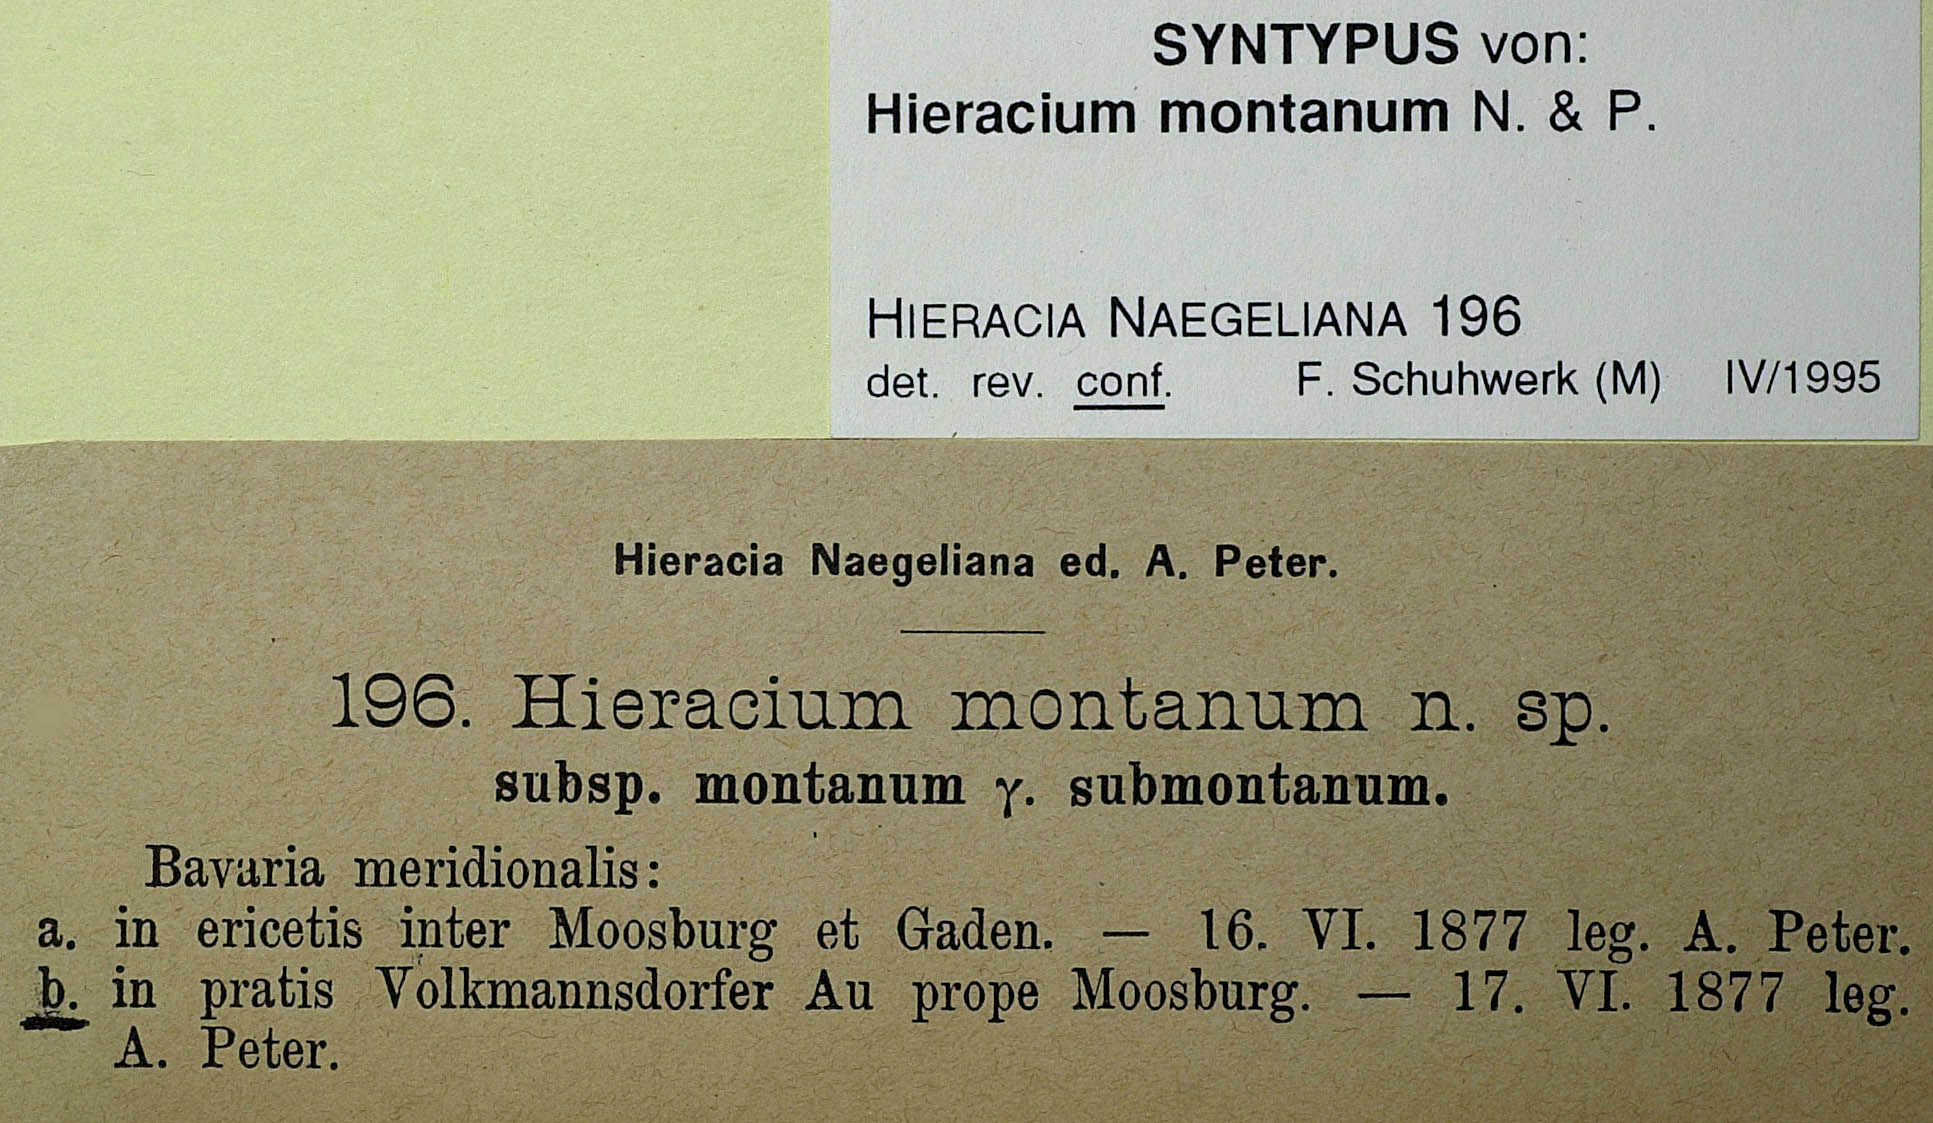 SYNTYPUS von:
Hieracium montanum N. & P.
HIERACIA NAEGELIANA 196
det. rev. conf. F. Schuhwerk (M) IV/1995
Hieracia Naegeliana ed. A. Peter.
196. Hieracium montanum n. sp.
subsp. montanum γ. submontanum.
Bavaria meridionalis:
a. in ericetis inter Moosburg et Gaden. — 16. VI. 1877 leg. A. Peter.
b. in pratis Volkmannsdorfer Au prope Moosburg. — 17. VI. 1877 leg.
A. Peter.